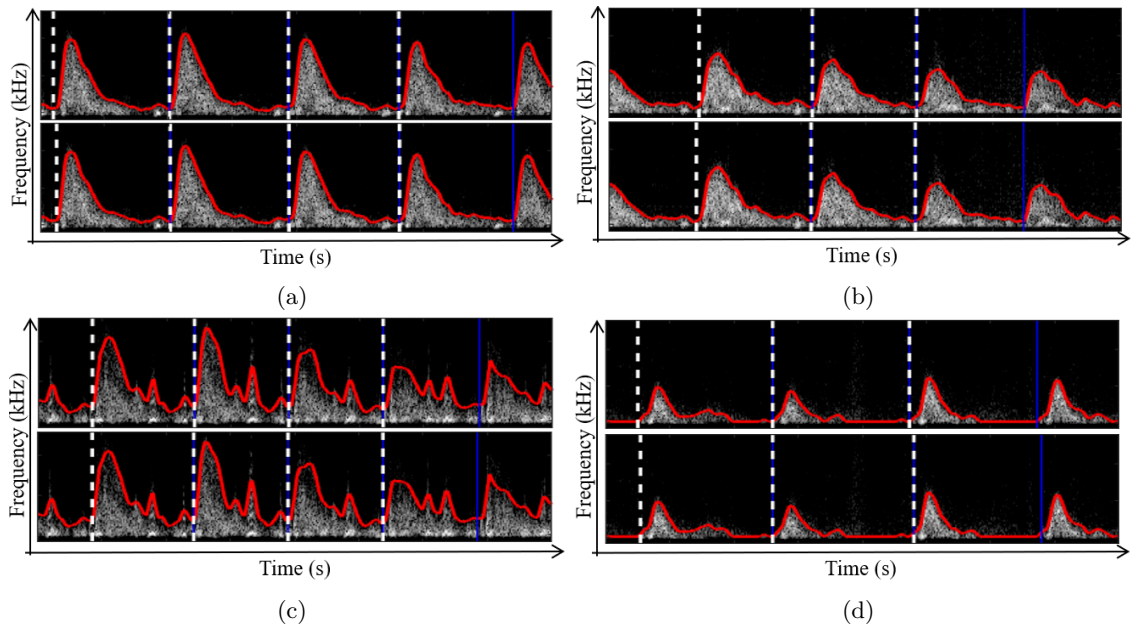 Frequency (kHz)
Time (s)
(a)
Frequency (kHz)
Time (s)
(b)
Frequency (kHz)
Time (s)
(c)
Frequency (kHz)
Time (s)
(d)